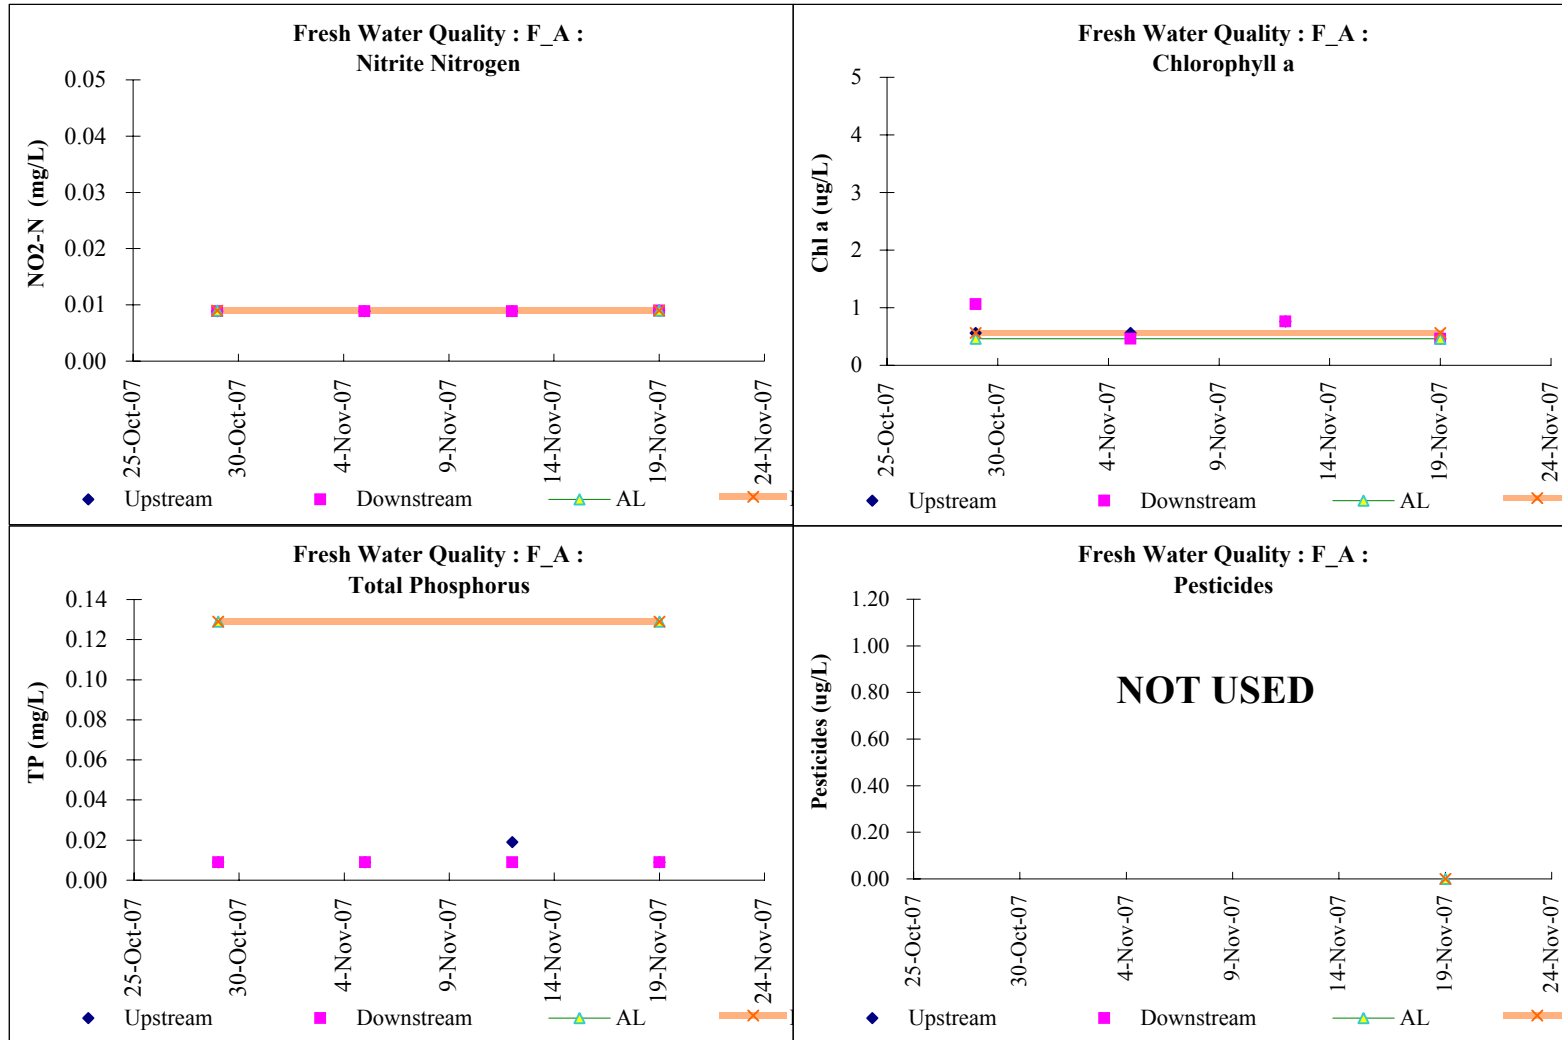 Fresh Water Quality : F_A :
Nitrite Nitrogen
NO2-N (mg/L)
0.05
0.04
0.03
0.02
0.01
0.00
25-Oct-07
30-Oct-07
4-Nov-07
9-Nov-07
14-Nov-07
19-Nov-07
24-Nov-07
Upstream
Downstream
AL
Fresh Water Quality : F_A :
Chlorophyll a
Chl a (ug/L)
5
4
3
2
1
0
25-Oct-07
30-Oct-07
4-Nov-07
9-Nov-07
14-Nov-07
19-Nov-07
24-Nov-07
Upstream
Downstream
AL
Fresh Water Quality : F_A :
Total Phosphorus
TP (mg/L)
0.14
0.12
0.10
0.08
0.06
0.04
0.02
0.00
25-Oct-07
30-Oct-07
4-Nov-07
9-Nov-07
14-Nov-07
19-Nov-07
24-Nov-07
Upstream
Downstream
AL
Fresh Water Quality : F_A :
Pesticides
Pesticides (ug/L)
1.20
1.00
0.80
0.60
0.40
0.20
0.00
NOT USED
25-Oct-07
30-Oct-07
4-Nov-07
9-Nov-07
14-Nov-07
19-Nov-07
24-Nov-07
Upstream
Downstream
AL